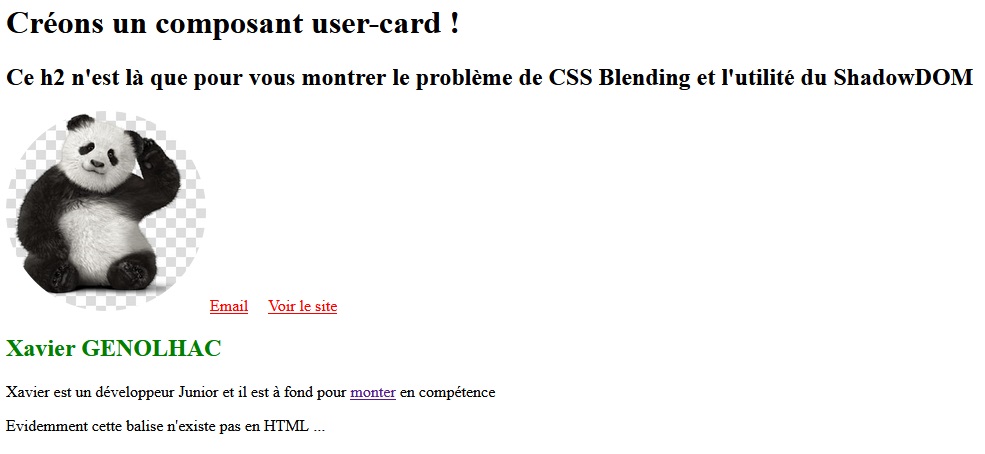 Créons un composant user-card !
Ce h2 n'est là que pour vous montrer le problème de CSS Blending et l'utilité du ShadowDOM
Email Voir le site
Xavier GENOLHAC
Xavier est un développeur Junior et il est à fond pour monter en compétence
Evidemment cette balise n'existe pas en HTML ...